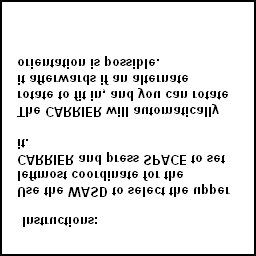 Instructions:
Use the WASD to select the upper
leftmost coordinate for the
CARRIER and press SPACE to set
it.
The CARRIER will automatically
rotate to fit in, and you can rotate
it afterwards if an alternate
orientation is possible.